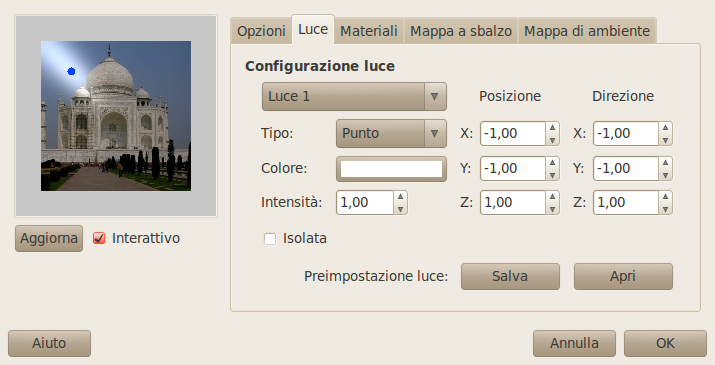 Opzioni Luce Materiali Mappa a sbalzo Mappa di ambiente
Configurazione luce
Luce 1 Posizione Direzione
Tipo: Punto X: -1,00 X: -1,00
Colore: Y: -1,00 Y: -1,00
Intensità: 1,00 Z: 1,00 Z: 1,00
Aggiorna Interattivo Isolata
Preimpostazione luce: Salva Apri
Aiuto Annulla OK